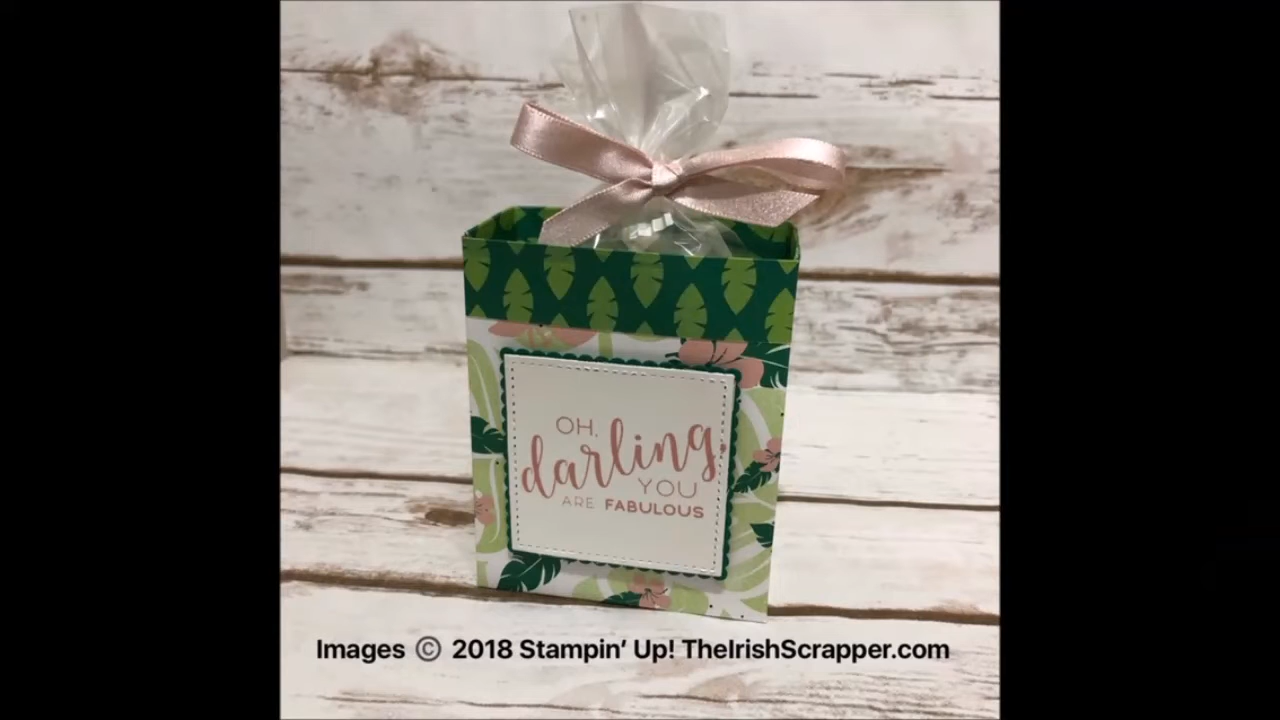 OH,
darling
YOU
ARE FABULOUS
Images © 2018 Stampin’ Up! TheIrishScrapper.com